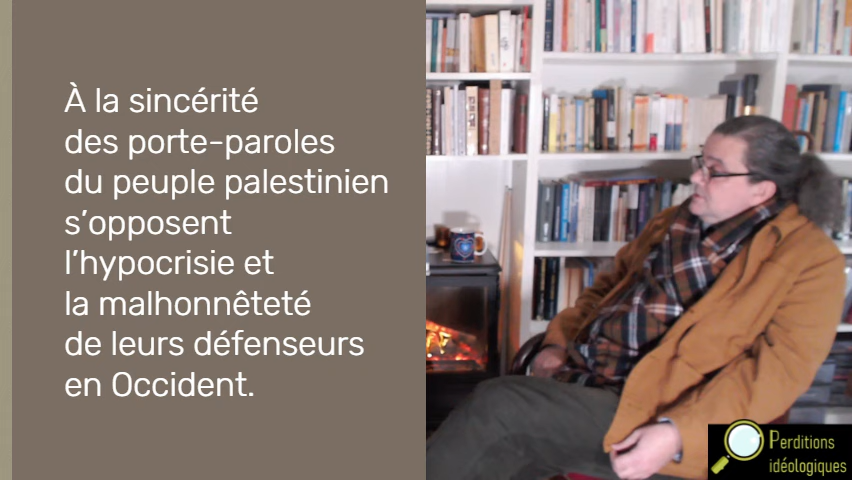 À la sincérité
des porte-paroles
du peuple palestinien
s’opposent
l’hypocrisie et
la malhonnêteté
de leurs défenseurs
en Occident.
Perditions
idéologiques